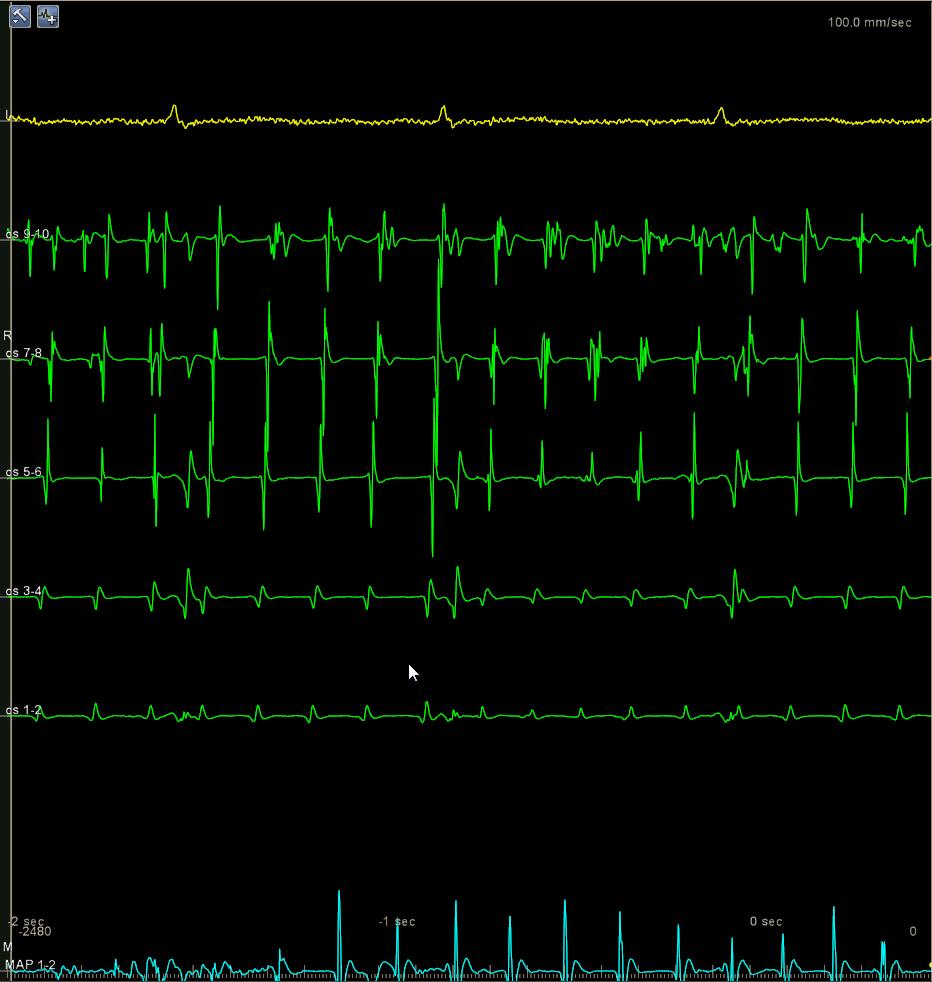 100.0 mm/sec
cs 9-10
R
cs 7-8
cs 5-6
cs 3-4
cs 1-2
-2 sec
-1 sec
0 sec
-2480
0
M
MAP 1-2